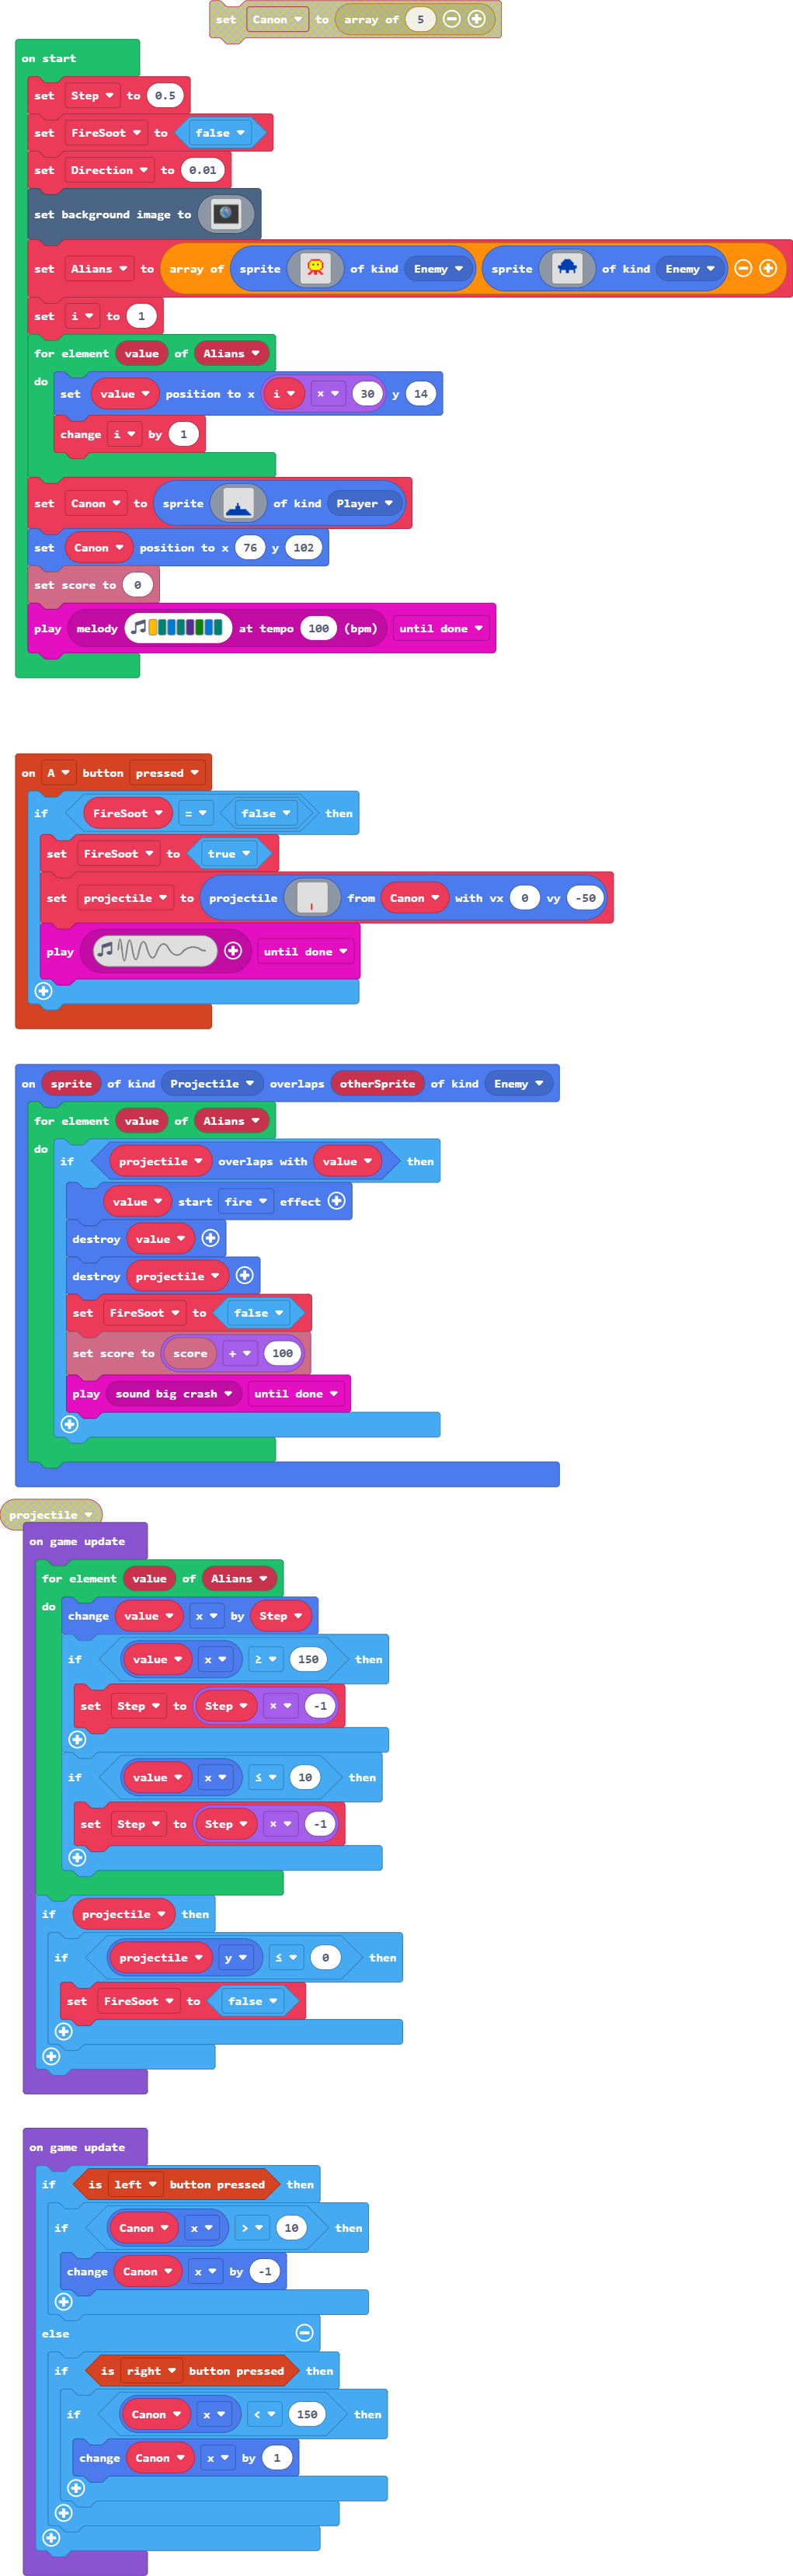 set Canon to array of 5
on start
set Step to 0.5
set FireSoot to false
set Direction to 0.01
set background image to
set Alians to array of sprite of kind Enemy sprite of kind Enemy
set i to 1
for element value of Alians
do
set value position to x i × 30 y 14
change i by 1
set Canon to sprite of kind Player
set Canon position to x 76 y 102
set score to 0
play melody at tempo 100 (bpm) until done
on A button pressed
if FireSoot = false then
set FireSoot to true
set projectile to projectile from Canon with vx 0 vy -50
play until done
on sprite of kind Projectile overlaps otherSprite of kind Enemy
for element value of Alians
do
if projectile overlaps with value then
value start fire effect
destroy value
destroy projectile
set FireSoot to false
set score to score + 100
play sound big crash until done
projectile
on game update
for element value of Alians
do
change value x by Step
if value x ≥ 150 then
set Step to Step × -1
if value x ≤ 10 then
set Step to Step × -1
if projectile then
if projectile y ≤ 0 then
set FireSoot to false
on game update
if is left button pressed then
if Canon x > 10 then
change Canon x by -1
else
if is right button pressed then
if Canon x < 150 then
change Canon x by 1